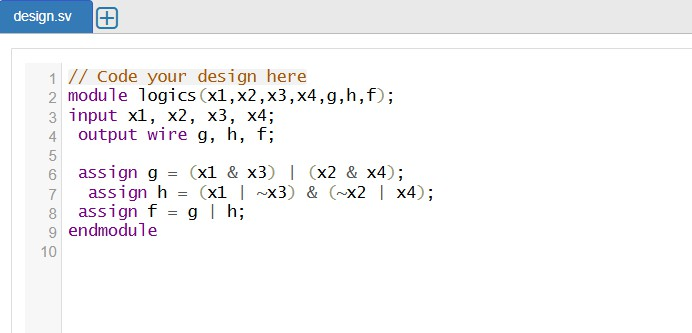 design.sv
1 // Code your design here
2 module logics(x1,x2,x3,x4,g,h,f);
3 input x1, x2, x3, x4;
4 output wire g, h, f;
5
6 assign g = (x1 & x3) | (x2 & x4);
7 assign h = (x1 | ~x3) & (~x2 | x4);
8 assign f = g | h;
9 endmodule
10